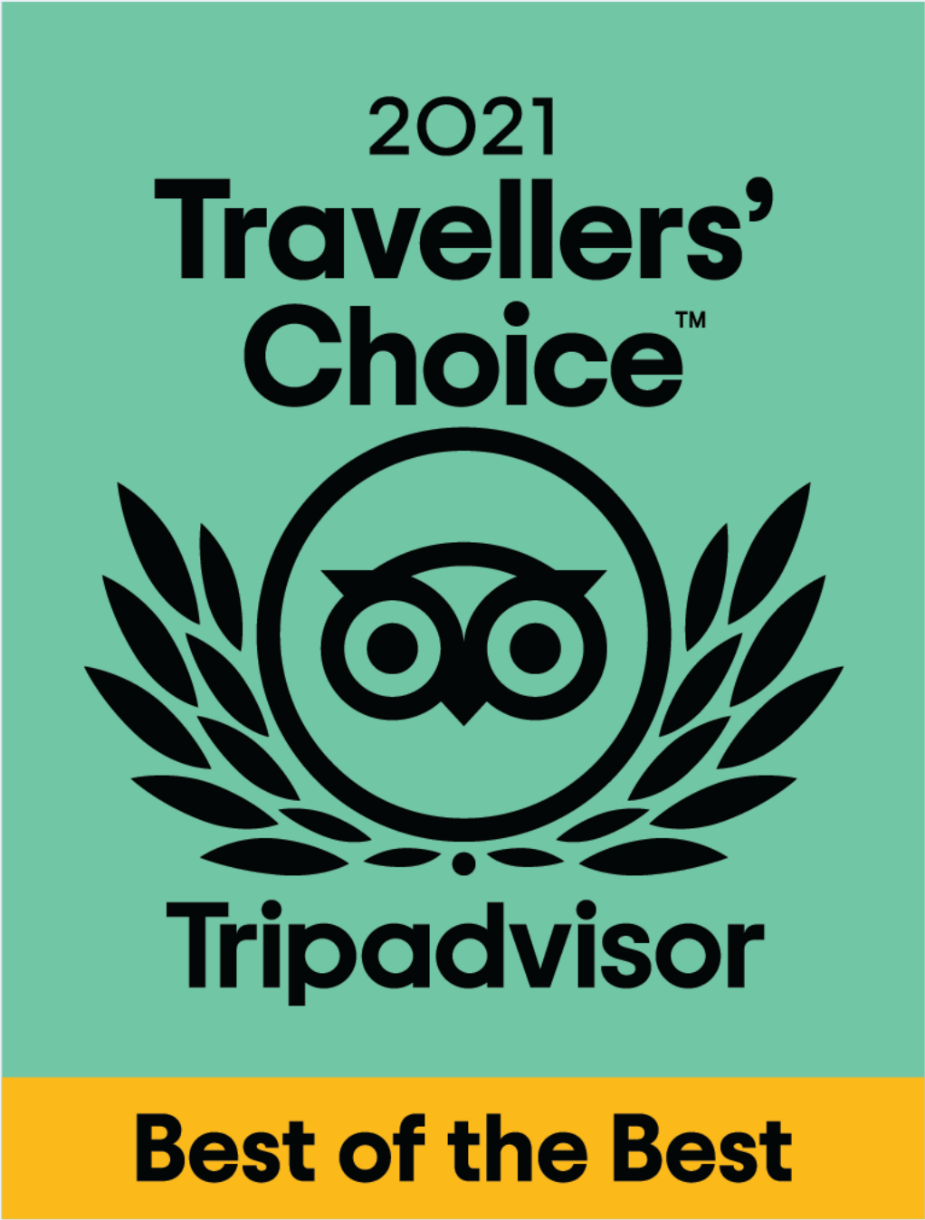 2021
Travellers’
Choice™
Tripadvisor
Best of the Best